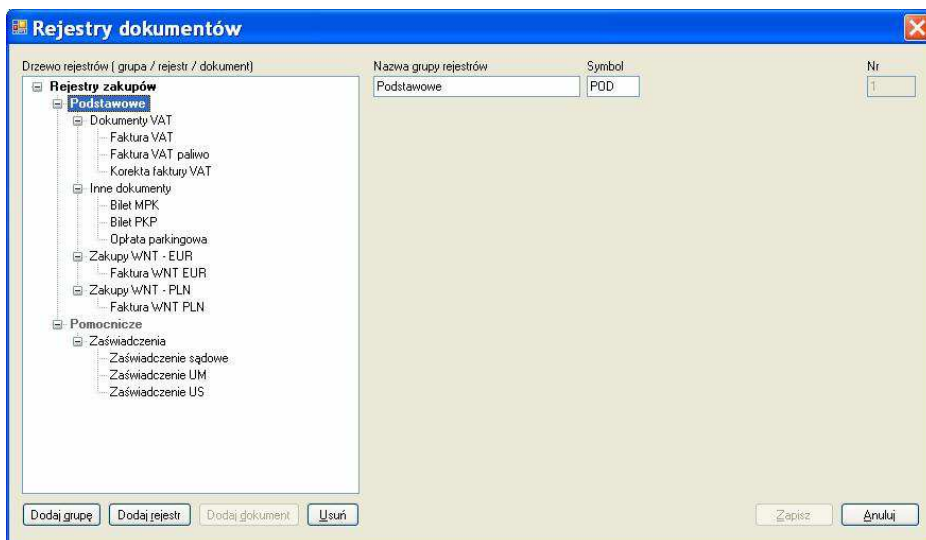 Rejestry dokumentów
Drzewo rejestrów ( grupa / rejestr / dokument)
Nazwa grupy rejestrów
Symbol
Nr
Podstawowe
POD
1
Rejestry zakupów
Podstawowe
Dokumenty VAT
Faktura VAT
Faktura VAT paliwo
Korekta faktury VAT
Inne dokumenty
Bilet MPK
Bilet PKP
Opłata parkingowa
Zakupy WNT - EUR
Faktura WNT EUR
Zakupy WNT - PLN
Faktura WNT PLN
Pomocnicze
Zaświadczenia
Zaświadczenie sądowe
Zaświadczenie UM
Zaświadczenie US
Dodaj grupę
Dodaj rejestr
Dodaj dokument
Usuń
Zapisz
Anuluj